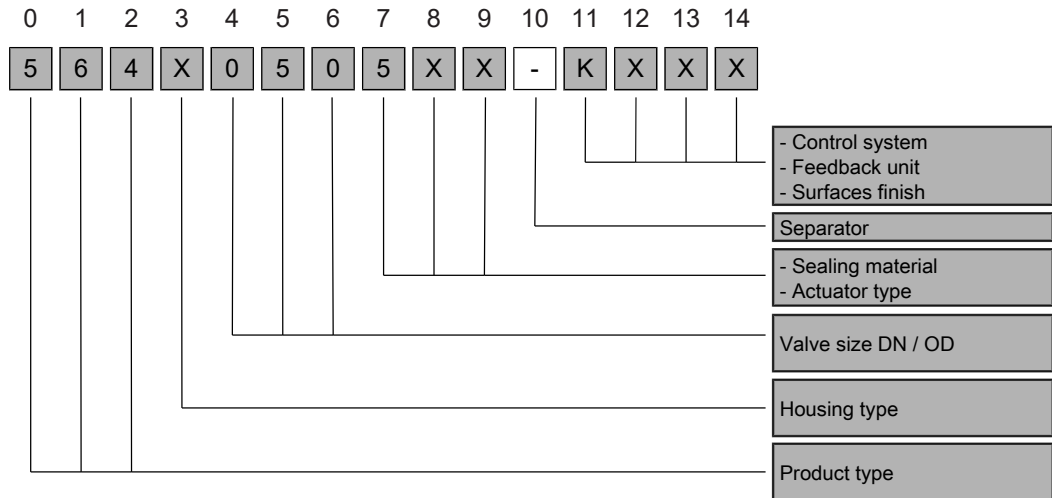 0 1 2 3 4 5 6 7 8 9 10 11 12 13 14
5 6 4 X 0 5 0 5 X X - K X X X
- Control system
- Feedback unit
- Surfaces finish
Separator
- Sealing material
- Actuator type
Valve size DN / OD
Housing type
Product type